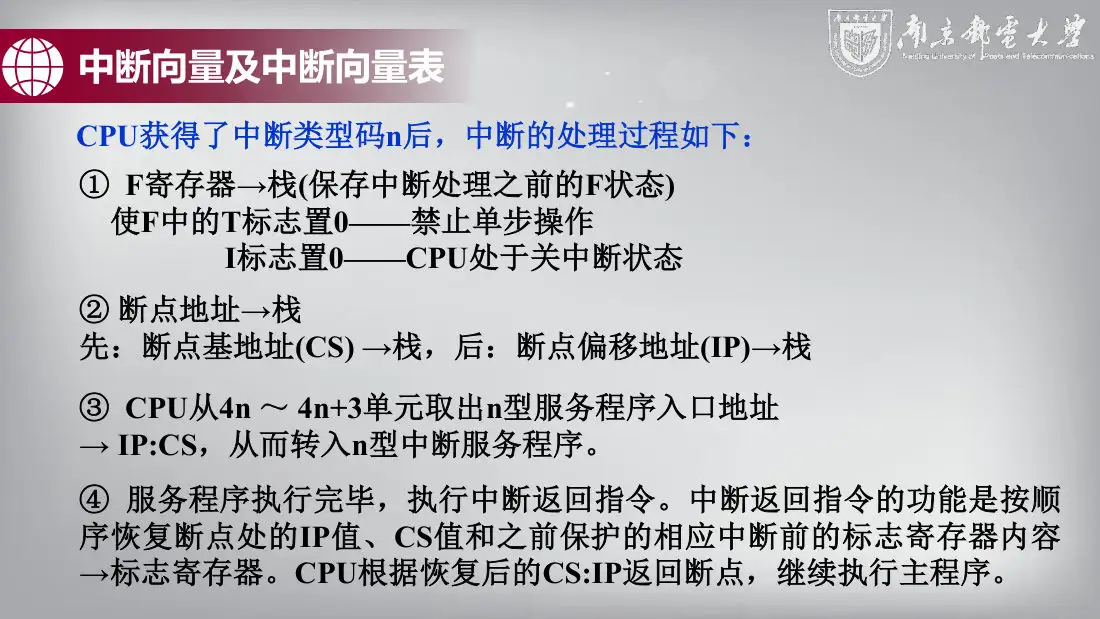 中断向量及中断向量表
南京邮电大学
Nanjing University of Posts and Telecommunications
CPU获得了中断类型码n后，中断的处理过程如下：
① F寄存器→栈(保存中断处理之前的F状态)
使F中的T标志置0——禁止单步操作
I标志置0——CPU处于关中断状态
② 断点地址→栈
先：断点基地址(CS) →栈，后：断点偏移地址(IP)→栈
③ CPU从4n ～ 4n+3单元取出n型服务程序入口地址
→ IP:CS，从而转入n型中断服务程序。
④ 服务程序执行完毕，执行中断返回指令。中断返回指令的功能是按顺
序恢复断点处的IP值、CS值和之前保护的相应中断前的标志寄存器内容
→标志寄存器。CPU根据恢复后的CS:IP返回断点，继续执行主程序。